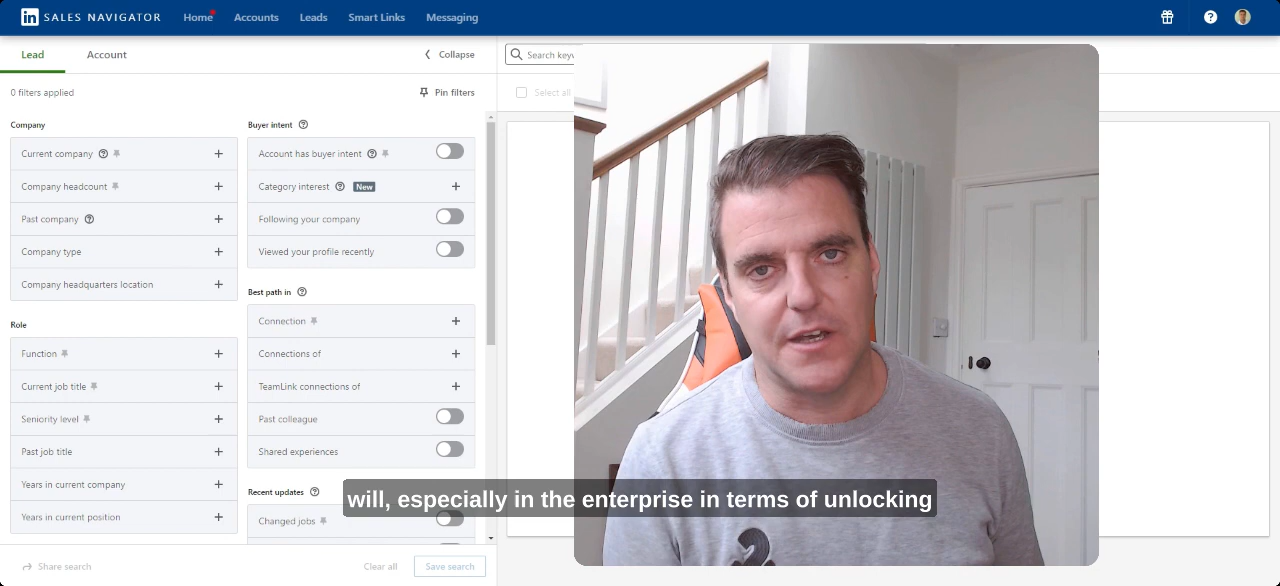 in SALES NAVIGATOR
Home
Accounts
Leads
Smart Links
Messaging
Lead
Account
Collapse
0 filters applied
Pin filters
Company
Current company
Company headcount
Past company
Company type
Company headquarters location
Role
Function
Current job title
Seniority level
Past job title
Years in current company
Years in current position
Buyer intent
Account has buyer intent
Category interest New
Following your company
Viewed your profile recently
Best path in
Connection
Connections of
TeamLink connections of
Past colleague
Shared experiences
Recent updates
Changed jobs
Share search
Clear all
Save search
Search
Select all
will, especially in the enterprise in terms of unlocking